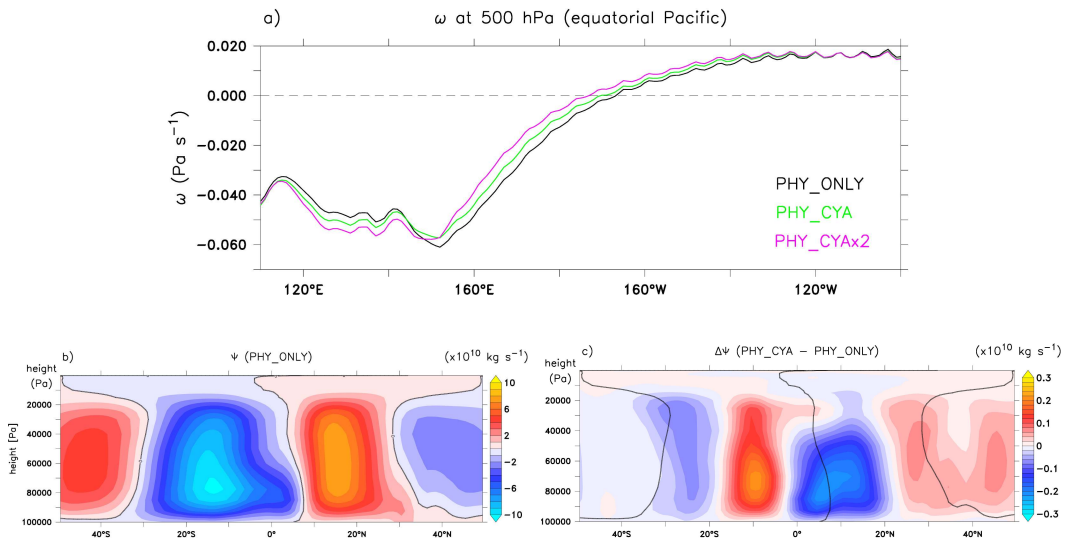 a) ω at 500 hPa (equatorial Pacific)
0.020
0.000
−0.020
−0.040
−0.060
ω (Pa s⁻¹)
PHY_ONLY
PHY_CYA
PHY_CYAx2
120°E 160°E 160°W 120°W
b) Ψ (PHY_ONLY) (x10¹⁰ kg s⁻¹)
height
(Pa)
height [Pa]
20000
40000
60000
80000
100000
40°S 20°S 0° 20°N 40°N
10
6
2
−2
−6
−10
c) ΔΨ (PHY_CYA − PHY_ONLY) (x10¹⁰ kg s⁻¹)
height
(Pa)
20000
40000
60000
80000
100000
40°S 20°S 0° 20°N 40°N
0.3
0.2
0.1
0
−0.1
−0.2
−0.3